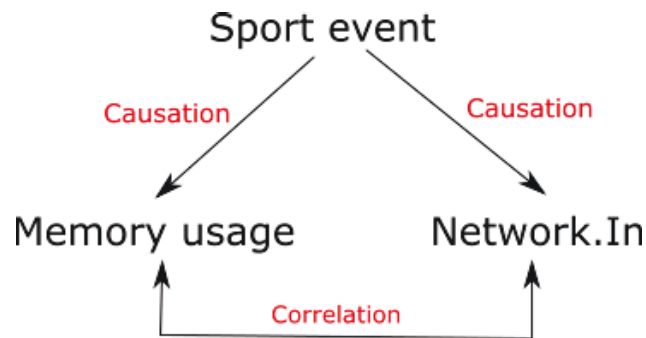 Sport event
Causation
Causation
Memory usage
Network.In
Correlation